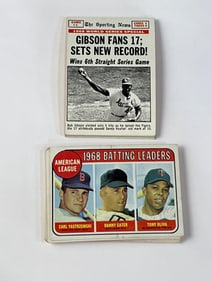 The Sporting News
1968 WORLD SERIES SPECIAL
GIBSON FANS 17;
SETS NEW RECORD!
Wins 6th Straight Series Game
AMERICAN
LEAGUE
1968 BATTING LEADERS
CARL YASTRZEMSKI
DANNY CATER
TONY OLIVA